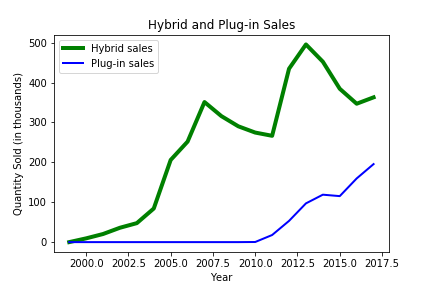 Hybrid and Plug-in Sales
Hybrid sales
Plug-in sales
Quantity Sold (in thousands)
500
400
300
200
100
0
2000.0 2002.5 2005.0 2007.5 2010.0 2012.5 2015.0 2017.5
Year